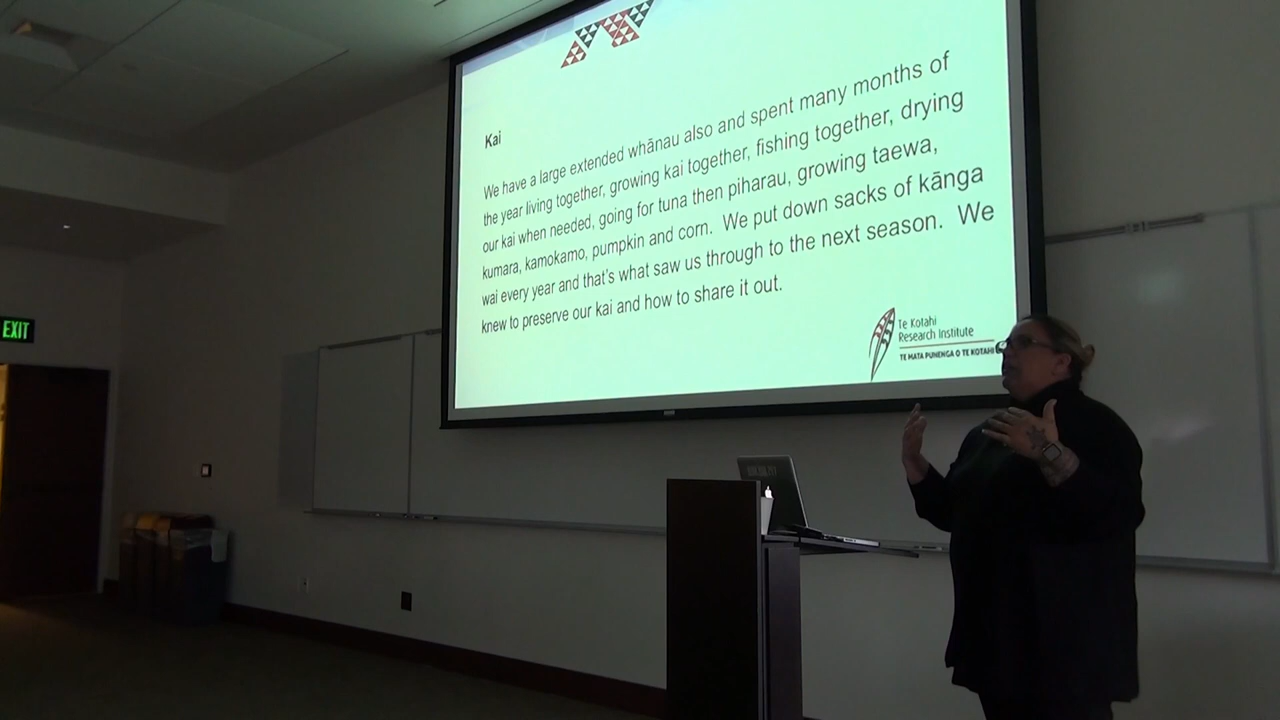 Kai
We have a large extended whānau also and spent many months of
the year living together, growing kai together, fishing together, drying
our kai when needed, going for tuna then piharau, growing taewa,
kumara, kamokamo, pumpkin and corn. We put down sacks of kānga
wai every year and that's what saw us through to the next season. We
knew to preserve our kai and how to share it out.
Te Kotahi
Research Institute
TE MATA PUNENGA O TE KOTAHI
EXIT